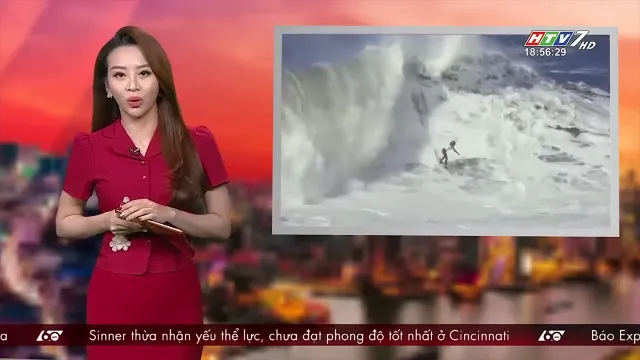 HTV7 HD
18:56:29
a 60 Sinner thừa nhận yếu thể lực, chưa đạt phong độ tốt nhất ở Cincinnati 60 Báo Exp